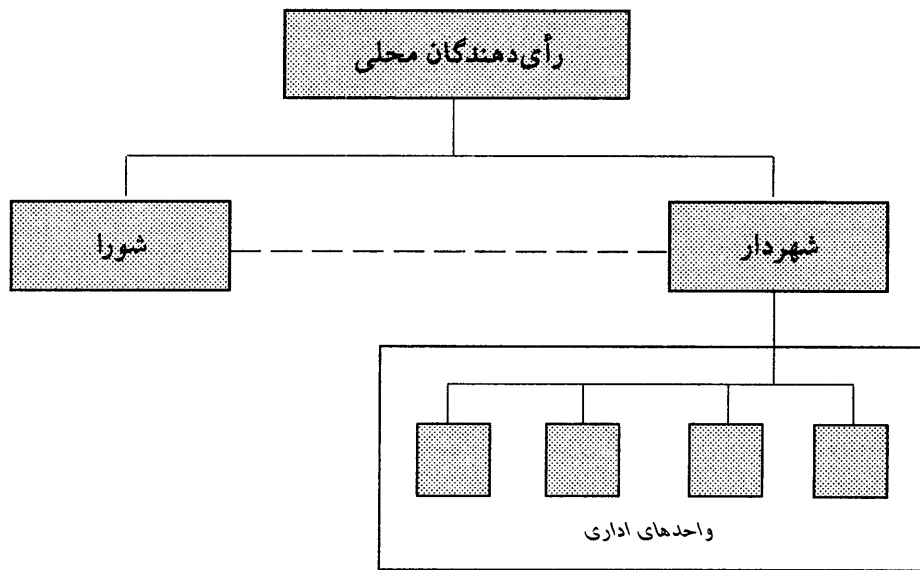 رأی‌دهندگان محلی
شهردار
شورا
واحدهای اداری